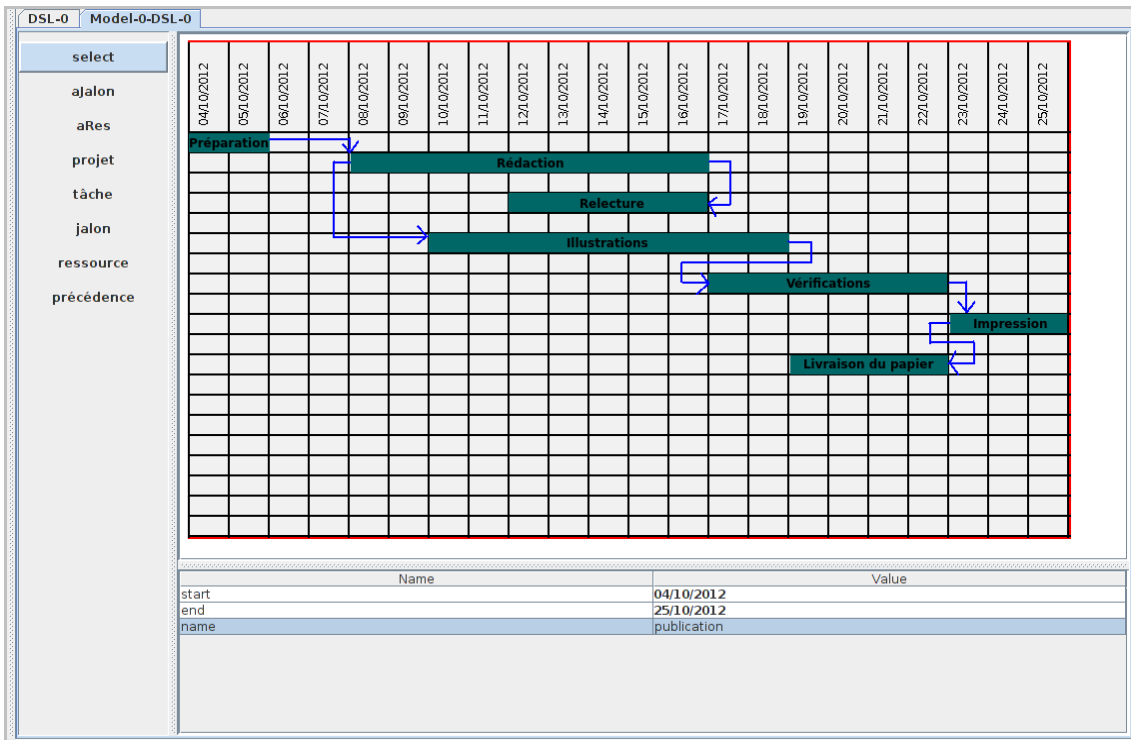 DSL-0 Model-0-DSL-0
select
aJalon
aRes
projet
tâche
jalon
ressource
précédence
04/10/2012 05/10/2012 06/10/2012 07/10/2012 08/10/2012 09/10/2012 10/10/2012 11/10/2012 12/10/2012 13/10/2012 14/10/2012 15/10/2012 16/10/2012 17/10/2012 18/10/2012 19/10/2012 20/10/2012 21/10/2012 22/10/2012 23/10/2012 24/10/2012 25/10/2012
Préparation
Rédaction
Relecture
Illustrations
Vérifications
Impression
Livraison du papier
Name Value
start 04/10/2012
end 25/10/2012
name publication